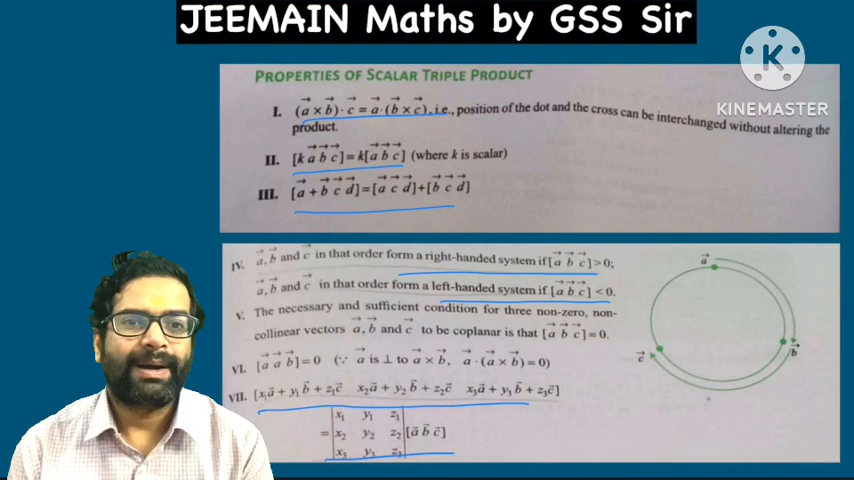 JEEMAIN Maths by GSS Sir
K
KINEMASTER
PROPERTIES OF SCALAR TRIPLE PRODUCT
I. (a⃗ × b⃗) · c⃗ = a⃗ · (b⃗ × c⃗), i.e., position of the dot and the cross can be interchanged without altering the
product.
II. [k a⃗ b⃗ c⃗] = k[a⃗ b⃗ c⃗] (where k is scalar)
III. [a⃗ + b⃗ c⃗ d⃗] = [a⃗ c⃗ d⃗] + [b⃗ c⃗ d⃗]
IV. a⃗, b⃗ and c⃗ in that order form a right-handed system if [a⃗ b⃗ c⃗] > 0;
a⃗, b⃗ and c⃗ in that order form a left-handed system if [a⃗ b⃗ c⃗] < 0.
V. The necessary and sufficient condition for three non-zero, non-
collinear vectors a⃗, b⃗ and c⃗ to be coplanar is that [a⃗ b⃗ c⃗] = 0.
VI. [a⃗ a⃗ b⃗] = 0 (∵ a⃗ is ⊥ to a⃗ × b⃗, a⃗ · (a⃗ × b⃗) = 0)
VII. [x₁a⃗ + y₁b⃗ + z₁c⃗ x₂a⃗ + y₂b⃗ + z₂c⃗ x₃a⃗ + y₃b⃗ + z₃c⃗]
| x₁ y₁ z₁ |
= | x₂ y₂ z₂ | [a⃗ b⃗ c⃗]
| x₃ y₃ z₃ |
a⃗
b⃗
c⃗